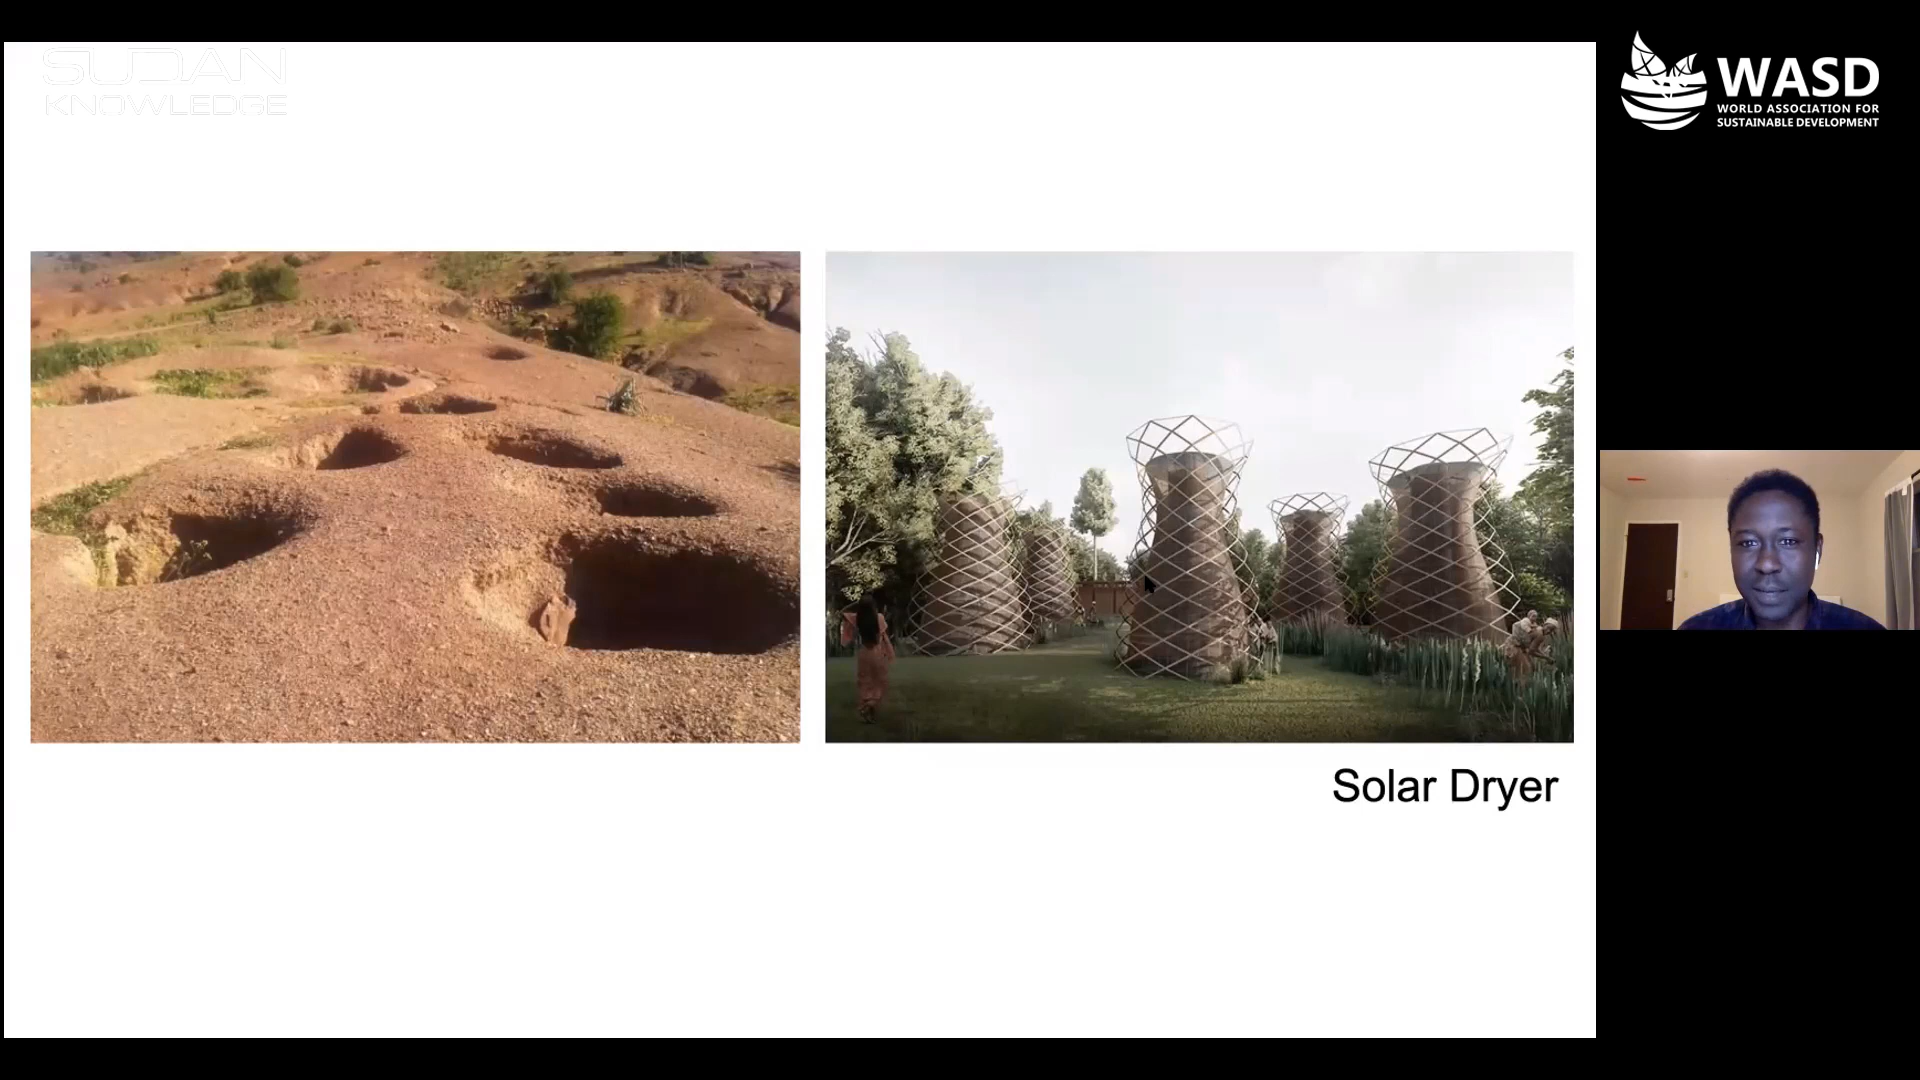 SUDAN
KNOWLEDGE
WASD
WORLD ASSOCIATION FOR
SUSTAINABLE DEVELOPMENT
Solar Dryer